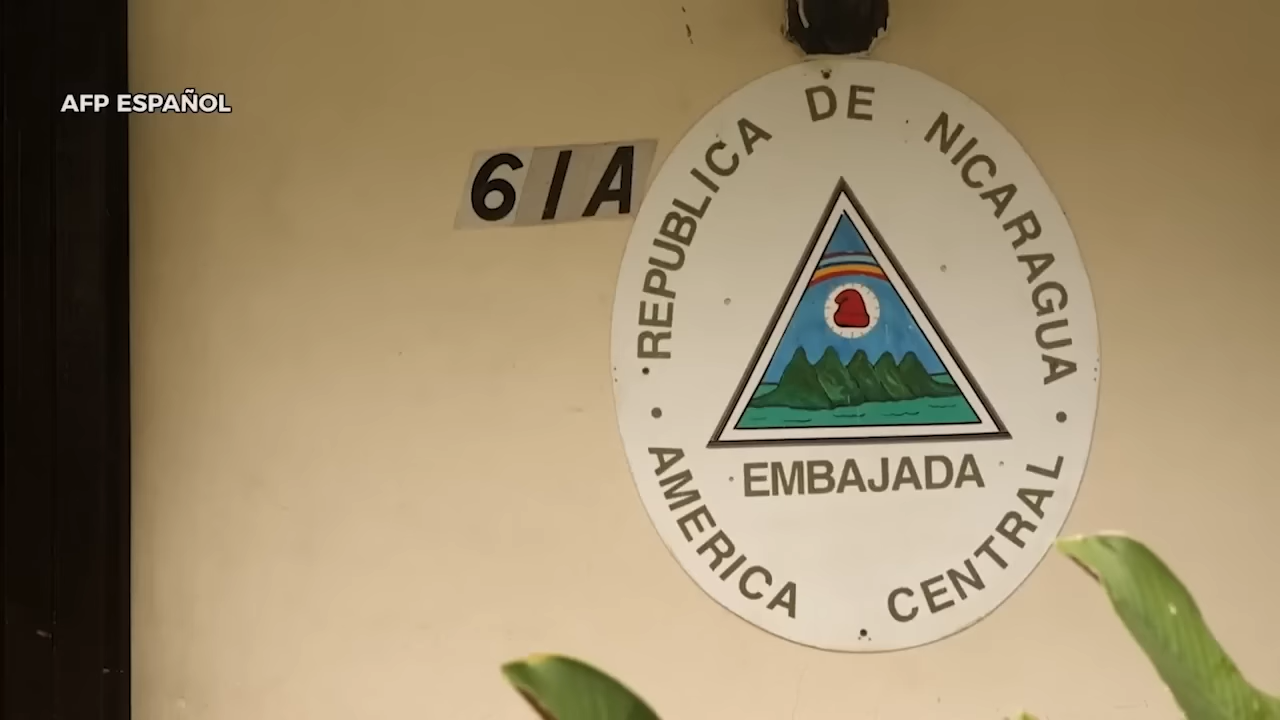 AFP ESPAÑOL
61A
REPUBLICA DE NICARAGUA
EMBAJADA
AMERICA CENTRAL